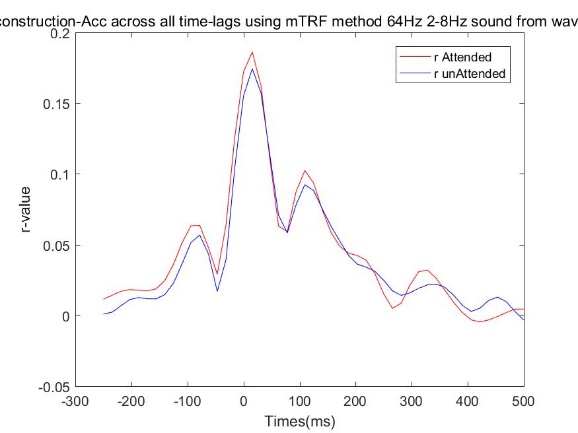 construction-Acc across all time-lags using mTRF method 64Hz 2-8Hz sound from wav
r Attended
r unAttended
0.2
0.15
0.1
0.05
0
-0.05
r-value
-300 -200 -100 0 100 200 300 400 500
Times(ms)